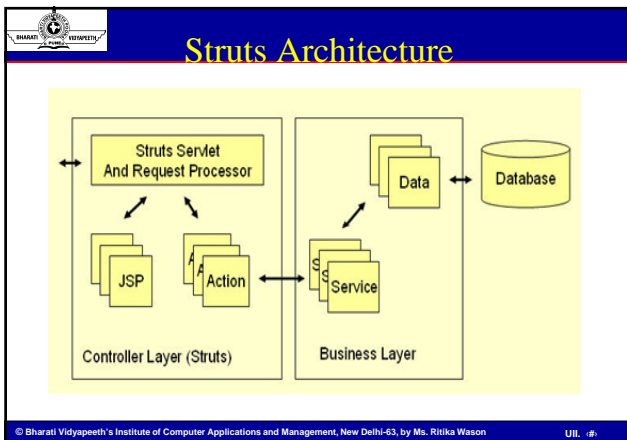 BHARATI VIDYAPEETH
PUNE
Struts Architecture
Struts Servlet
And Request Processor
Data
Database
JSP
A
A
Action
S
S
Service
Controller Layer (Struts)
Business Layer
© Bharati Vidyapeeth's Institute of Computer Applications and Management, New Delhi-63, by Ms. Ritika Wason UII. ‹#›